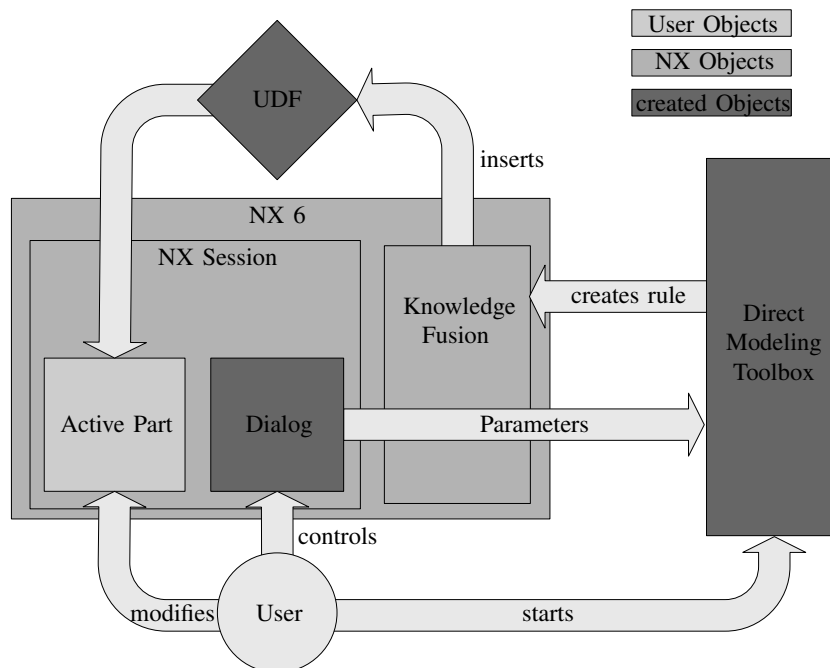 User Objects
NX Objects
created Objects
UDF
inserts
NX 6
NX Session
Knowledge
Fusion
creates rule
Direct
Modeling
Toolbox
Active Part
Dialog
Parameters
controls
modifies
User
starts